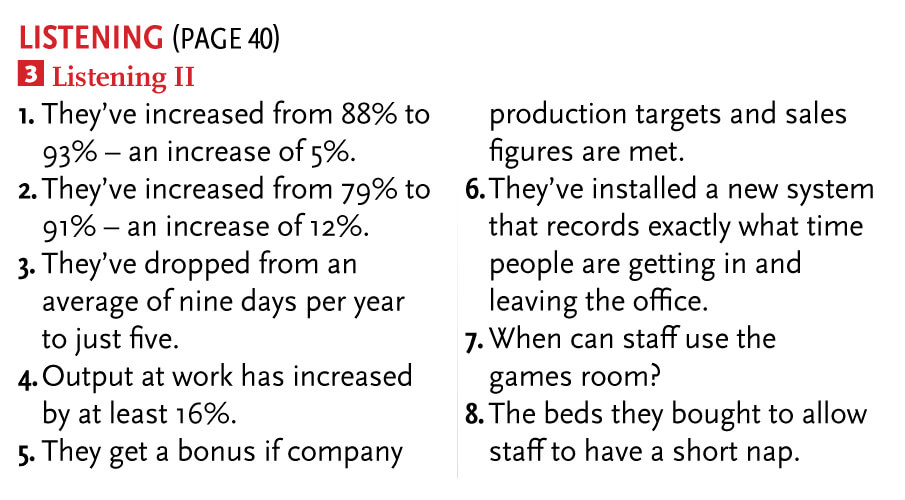 LISTENING (PAGE 40)
3 Listening II
1. They've increased from 88% to
93% – an increase of 5%.
2. They've increased from 79% to
91% – an increase of 12%.
3. They've dropped from an
average of nine days per year
to just five.
4. Output at work has increased
by at least 16%.
5. They get a bonus if company
production targets and sales
figures are met.
6. They've installed a new system
that records exactly what time
people are getting in and
leaving the office.
7. When can staff use the
games room?
8. The beds they bought to allow
staff to have a short nap.